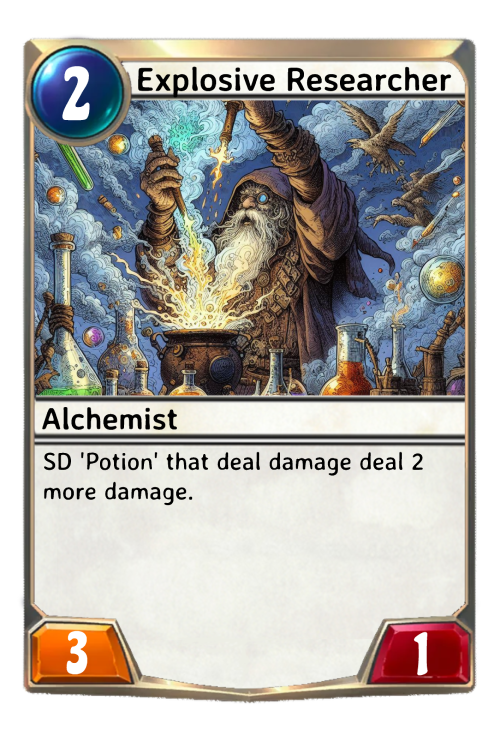 2
Explosive Researcher
Alchemist
SD 'Potion' that deal damage deal 2
more damage.
3
1